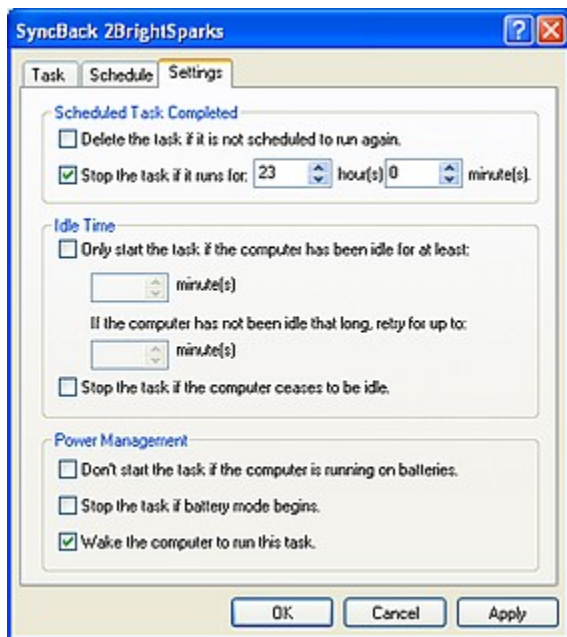 SyncBack 2BrightSparks
Task Schedule Settings
Scheduled Task Completed
Delete the task if it is not scheduled to run again.
Stop the task if it runs for: 23 hour(s) 0 minute(s).
Idle Time
Only start the task if the computer has been idle for at least:
minute(s)
If the computer has not been idle that long, retry for up to:
minute(s)
Stop the task if the computer ceases to be idle.
Power Management
Don't start the task if the computer is running on batteries.
Stop the task if battery mode begins.
Wake the computer to run this task.
OK Cancel Apply